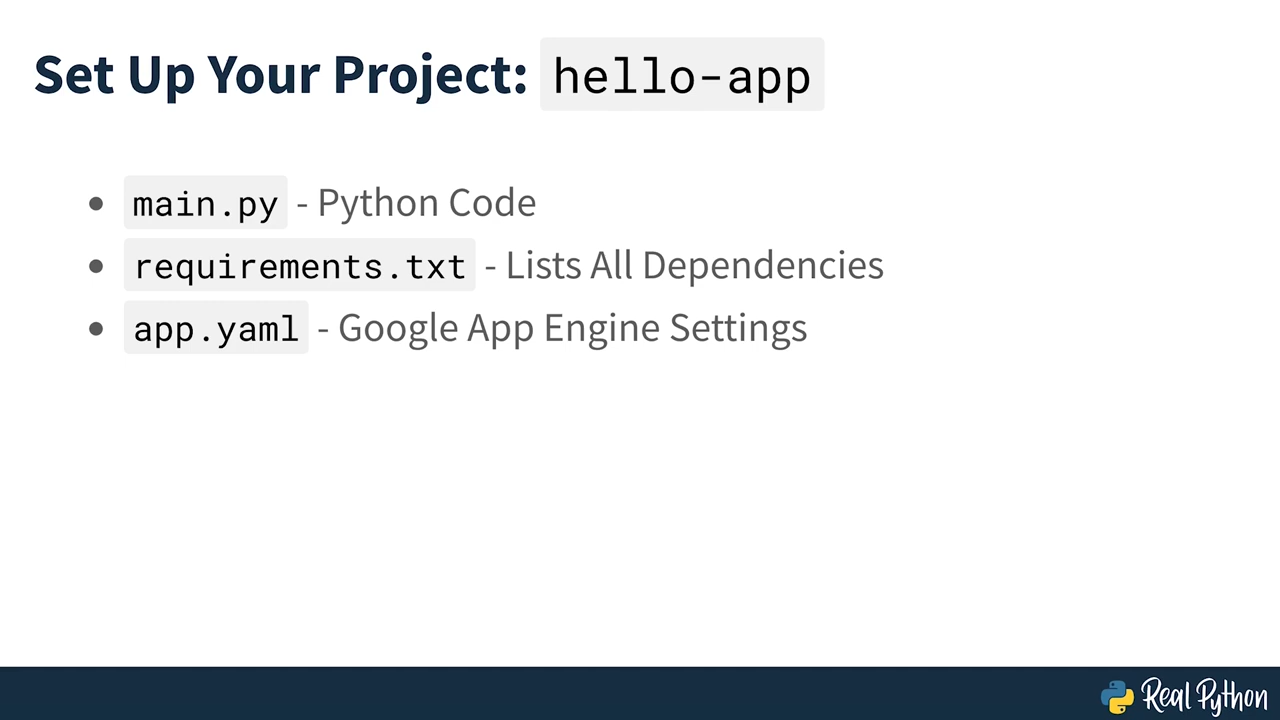 Set Up Your Project: hello-app
• main.py - Python Code
• requirements.txt - Lists All Dependencies
• app.yaml - Google App Engine Settings
Real Python